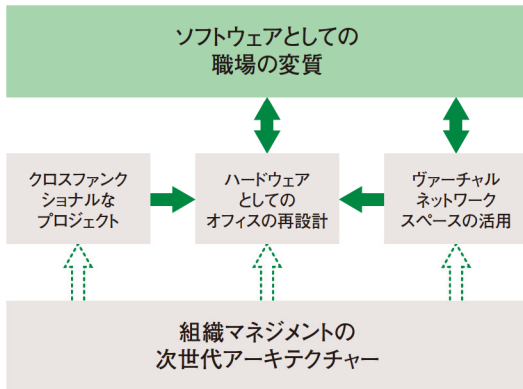 ソフトウェアとしての
職場の変質
クロスファンク
ショナルな
プロジェクト
ハードウェア
としての
オフィスの再設計
ヴァーチャル
ネットワーク
スペースの活用
組織マネジメントの
次世代アーキテクチャー